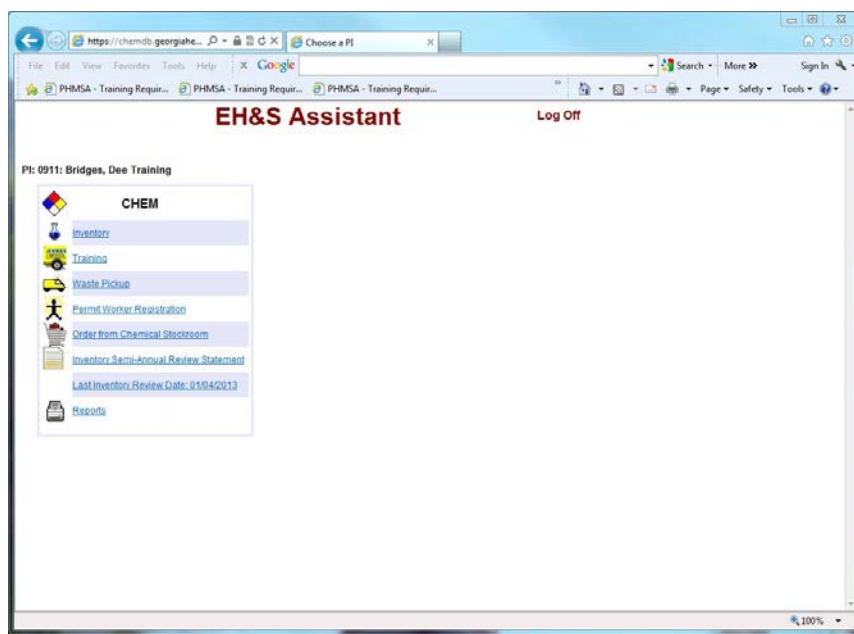 https://chemdb.georgiahe...
Choose a PI
File Edit View Favorites Tools Help x Google Search More >> Sign In
PHMSA - Training Requir... PHMSA - Training Requir... PHMSA - Training Requir... Page Safety Tools
EH&S Assistant Log Off
PI: 0911: Bridges, Dee Training
CHEM
Inventory
Training
Waste Pickup
Permit Worker Registration
Order from Chemical Stockroom
Inventory Semi-Annual Review Statement
Last Inventory Review Date: 01/04/2013
Reports
100%